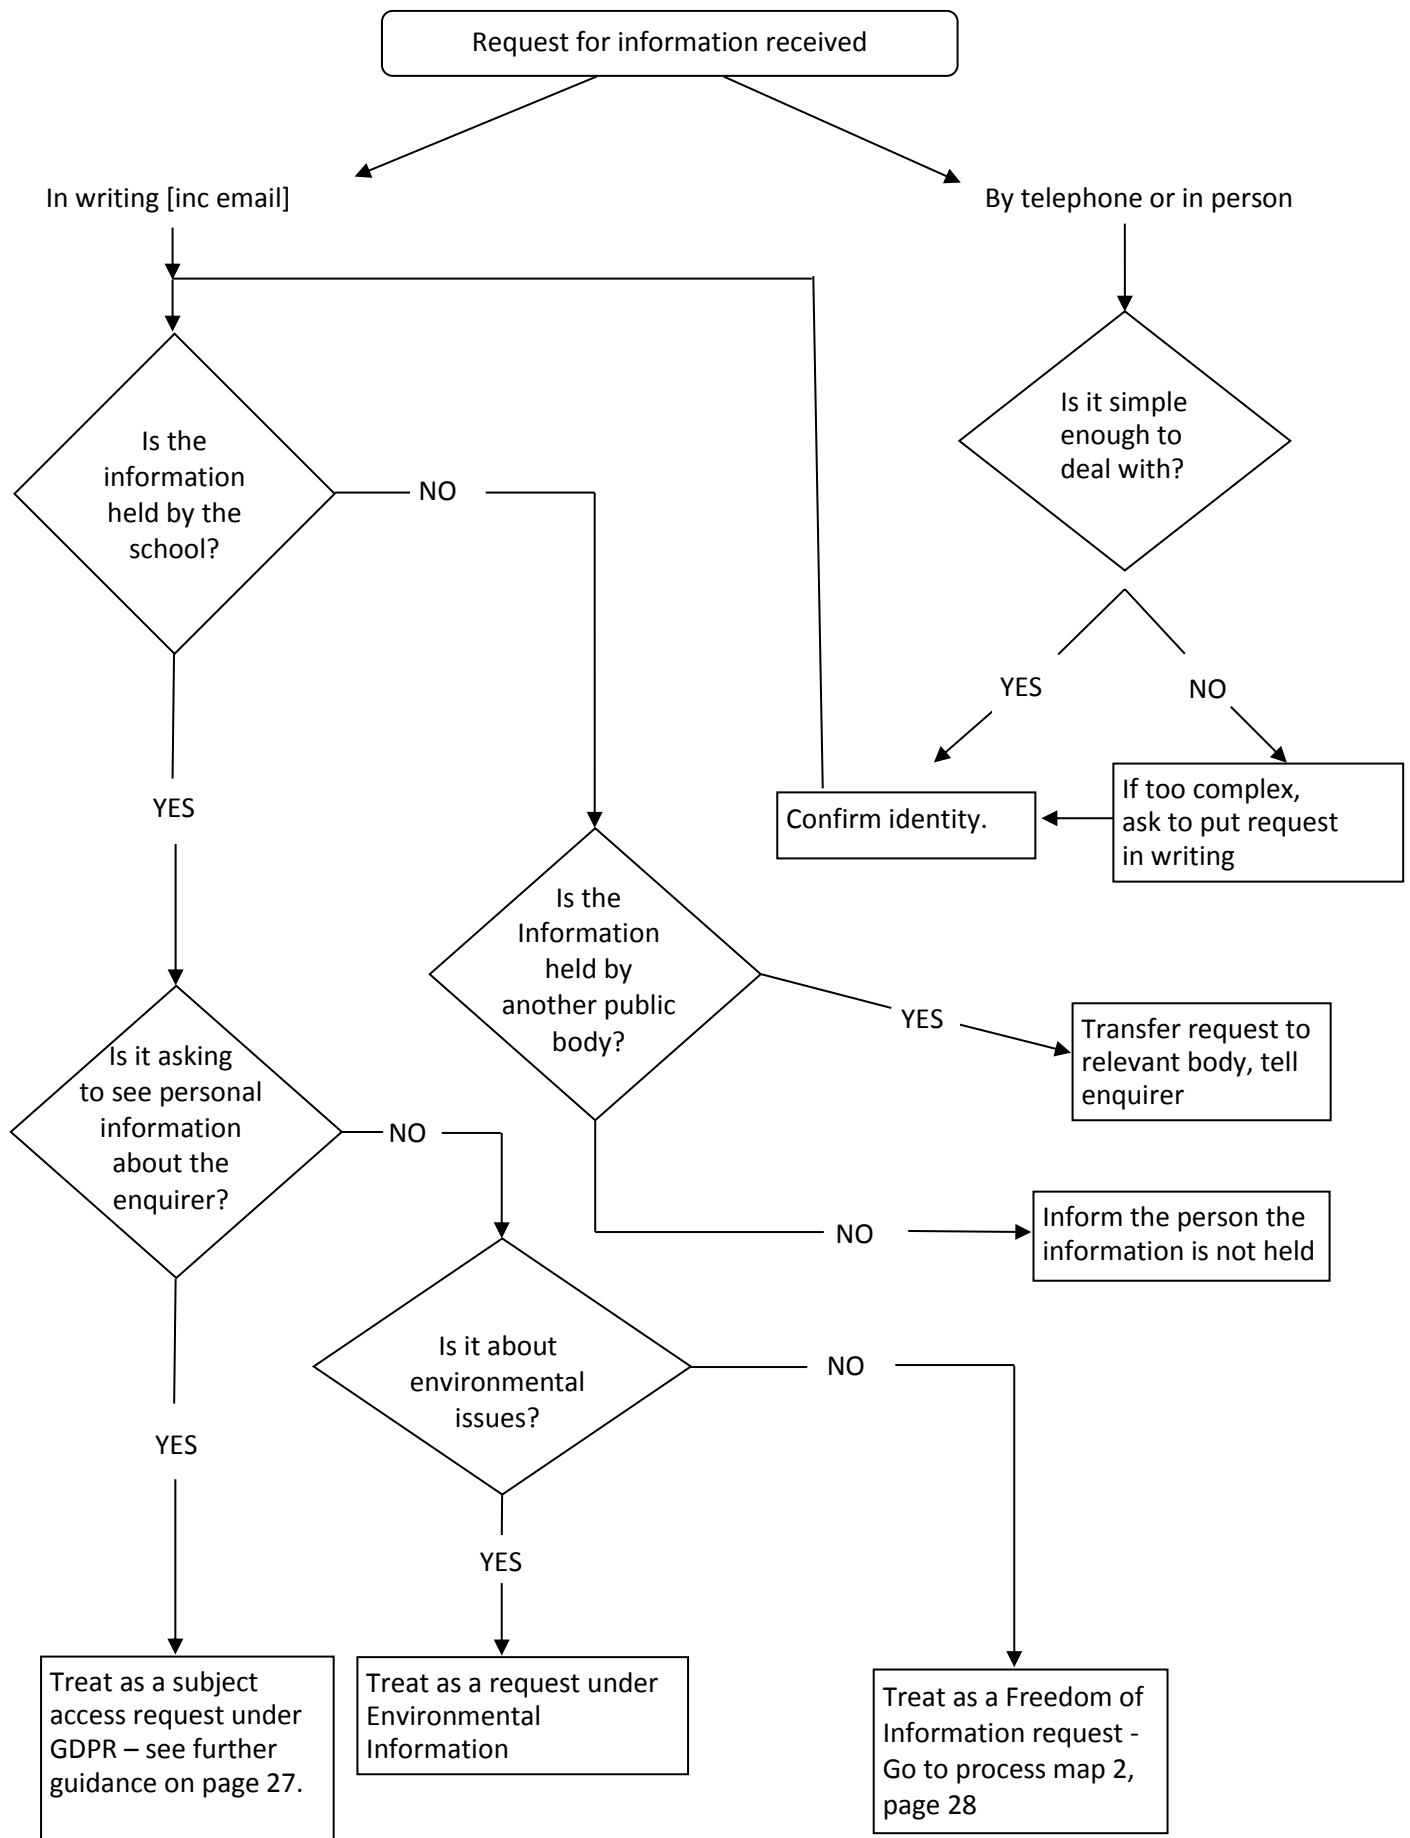 Request for information received
In writing [inc email]
By telephone or in person
Is it simple
enough to
deal with?
Is the
information
held by the
school?
NO
YES
NO
If too complex,
ask to put request
in writing
Confirm identity.
YES
Is the
Information
held by
another public
body?
YES
Transfer request to
relevant body, tell
enquirer
Is it asking
to see personal
information
about the
enquirer?
NO
NO
Inform the person the
information is not held
Is it about
environmental
issues?
NO
YES
YES
Treat as a subject
access request under
GDPR – see further
guidance on page 27.
Treat as a request under
Environmental
Information
Treat as a Freedom of
Information request -
Go to process map 2,
page 28